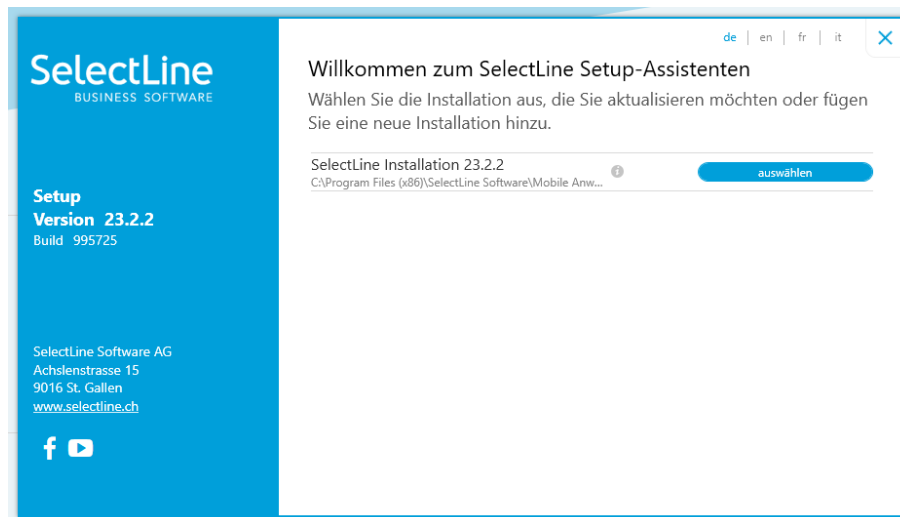 SelectLine
BUSINESS SOFTWARE
Setup
Version 23.2.2
Build 995725
SelectLine Software AG
Achslenstrasse 15
9016 St. Gallen
www.selectline.ch
de | en | fr | it
Willkommen zum SelectLine Setup-Assistenten
Wählen Sie die Installation aus, die Sie aktualisieren möchten oder fügen
Sie eine neue Installation hinzu.
SelectLine Installation 23.2.2
C:\Program Files (x86)\SelectLine Software\Mobile Anw...
auswählen